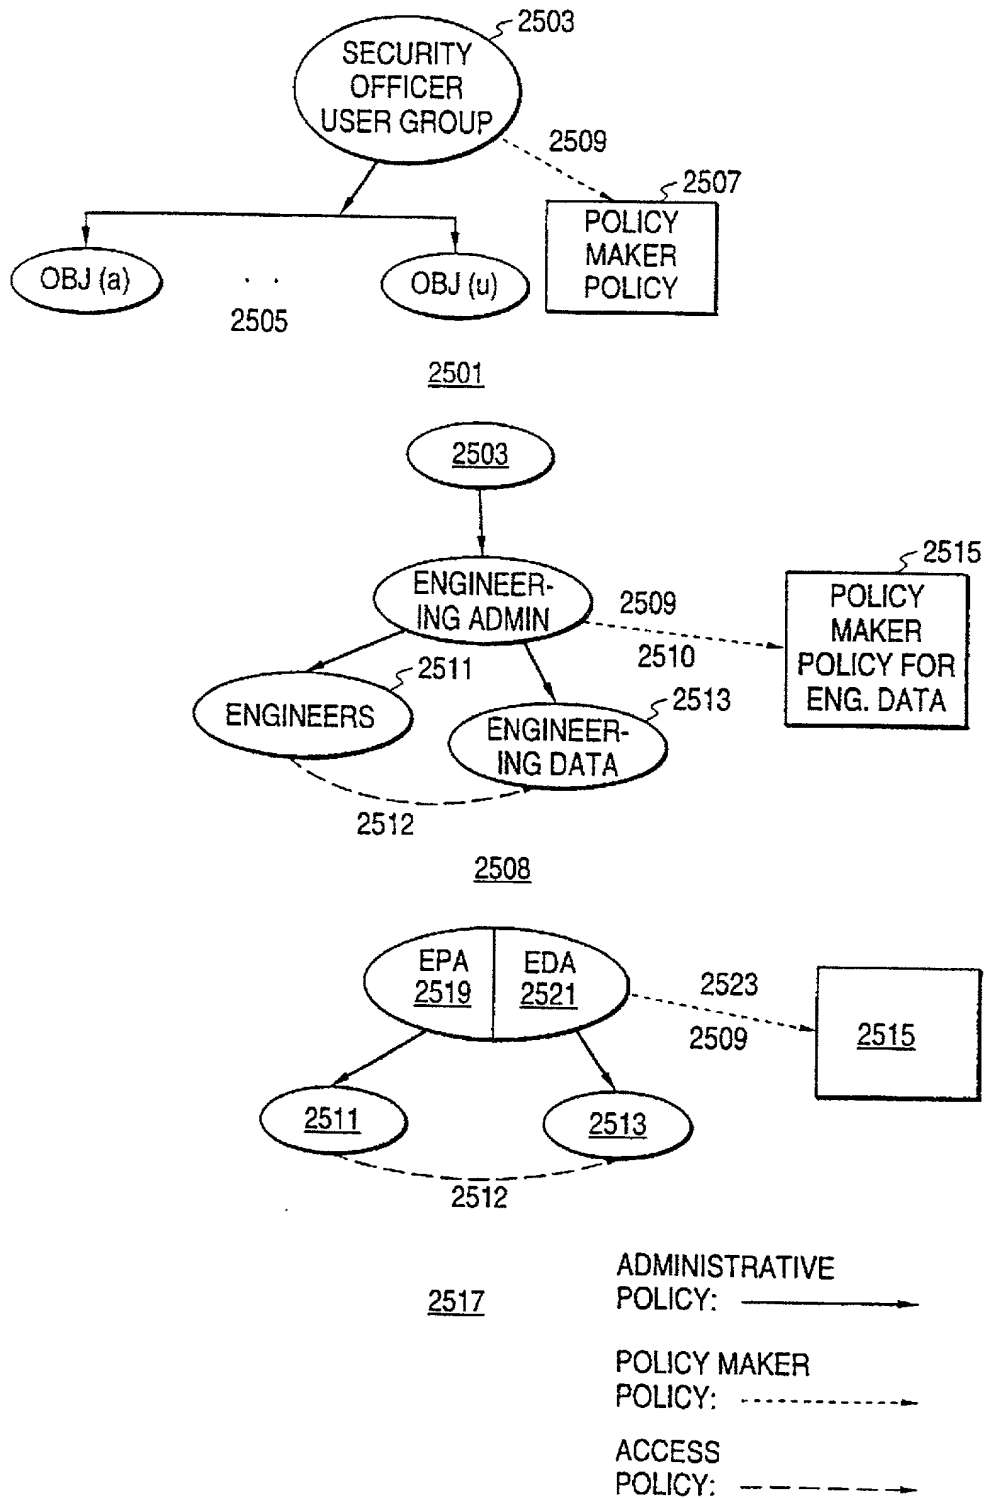 2503
SECURITY
OFFICER
USER GROUP
2509
2507
POLICY
MAKER
POLICY
OBJ (a)
. .
OBJ (u)
2505
2501
2503
2515
ENGINEER-
ING ADMIN
2509
2510
POLICY
MAKER
POLICY FOR
ENG. DATA
2511
ENGINEERS
2513
ENGINEER-
ING DATA
2512
2508
EPA
2519
EDA
2521
2523
2509
2515
2511
2513
2512
2517
ADMINISTRATIVE
POLICY:
POLICY MAKER
POLICY:
ACCESS
POLICY: